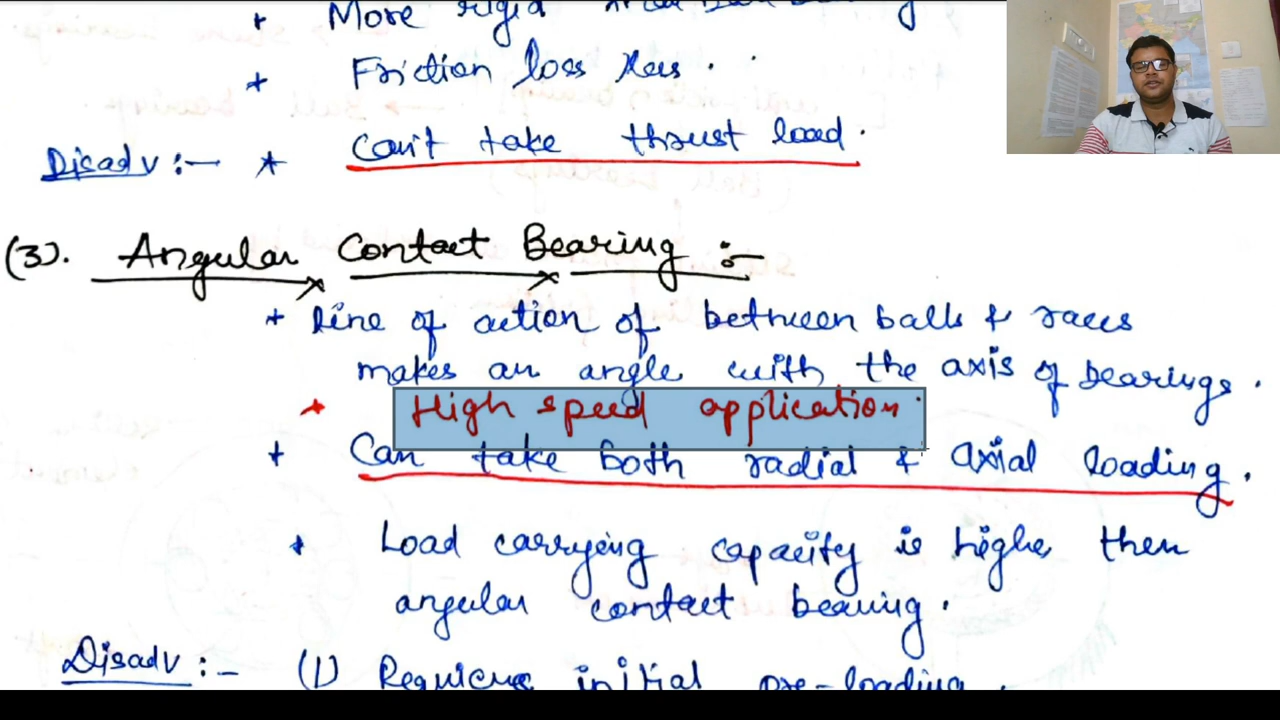 * More rigid
* Friction loss less.
Disadv :- * Can't take thrust load.
(3). Angular Contact Bearing :-
* Line of action of between balls & races
makes an angle with the axis of bearings.
* High speed application.
* Can take both radial & axial loading.
* Load carrying capacity is highe then
angular contact bearing.
Disadv :- (1) Requires initial pre-loading.